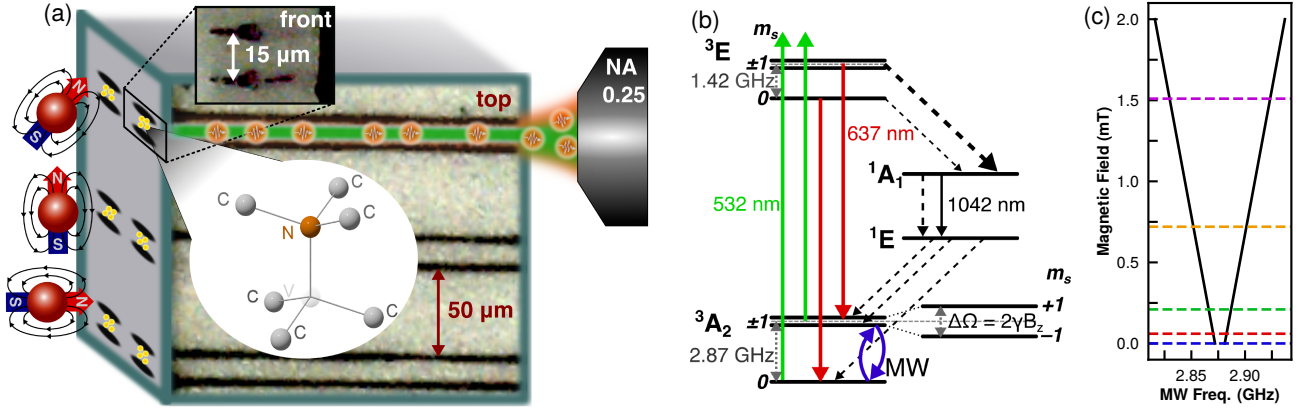 (a)
front
15 μm
NA
0.25
top
N
S
N
S
S
N
C
C
C
N
C
V
C
C
50 μm
(b)
mₛ
³E
±1
1.42 GHz
0
637 nm
¹A₁
532 nm
1042 nm
¹E
mₛ
+1
³A₂
±1
ΔΩ = 2γB_z
−1
2.87 GHz
MW
0
(c)
2.0
1.5
Magnetic Field (mT)
1.0
0.5
0.0
2.85
2.90
MW Freq. (GHz)